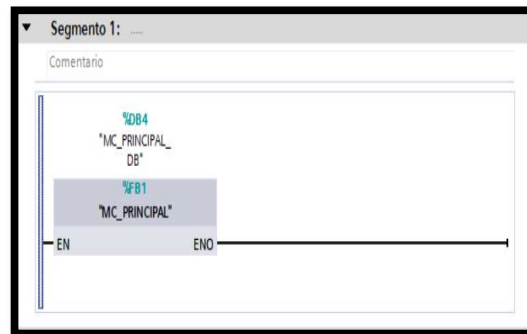 Segmento 1: ....
Comentario
%DB4
"MC_PRINCIPAL_
DB"
%FB1
"MC_PRINCIPAL"
EN ENO